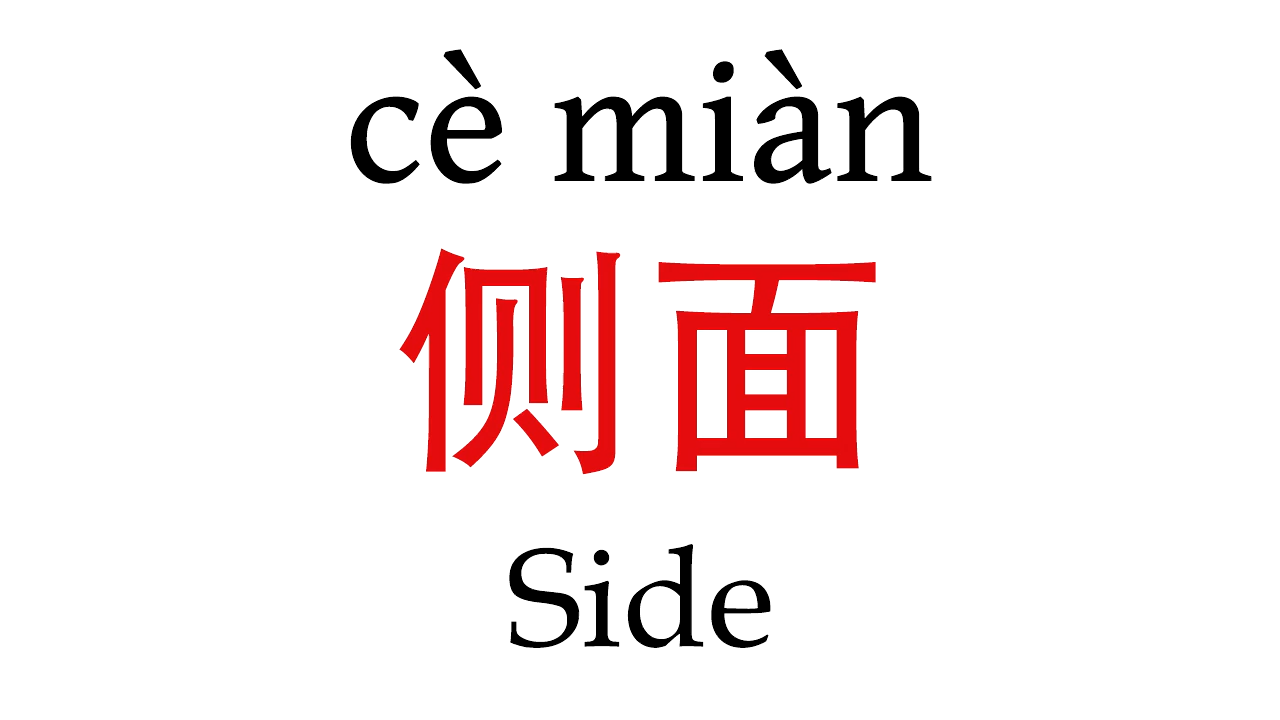 cè miàn
侧面
Side